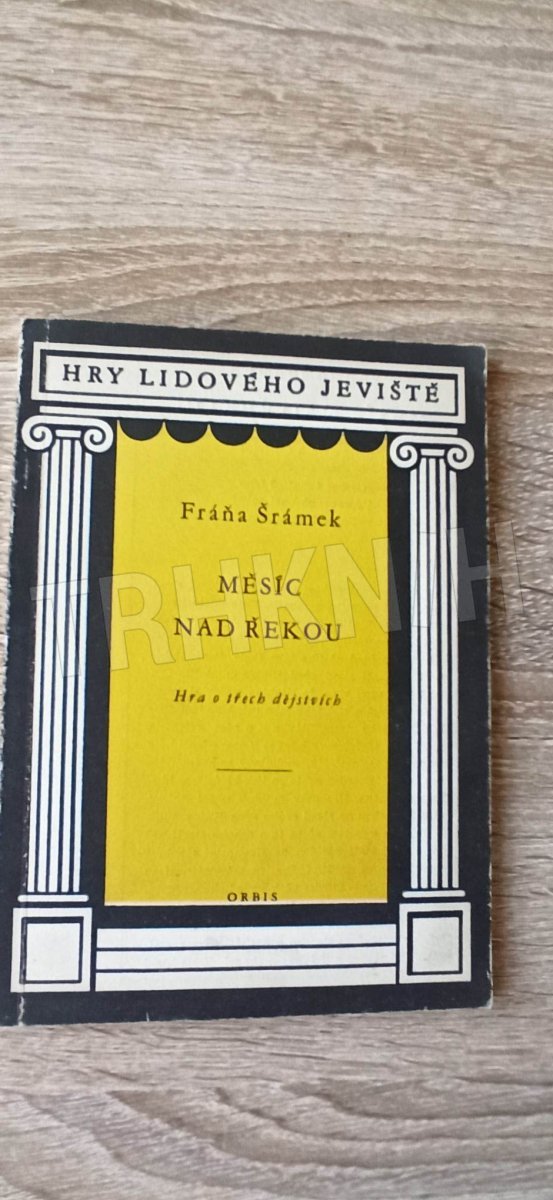 HRY LIDOVÉHO JEVIŠTĚ
Fráňa Šrámek
MĚSÍC
NAD ŘEKOU
Hra o třech dějstvích
ORBIS
TRHKNIH